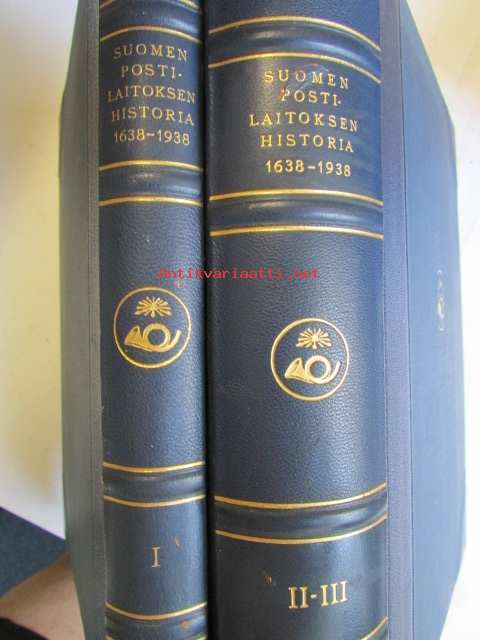 SUOMEN
POSTI-
LAITOKSEN
HISTORIA
1638-1938
I
SUOMEN
POSTI-
LAITOKSEN
HISTORIA
1638-1938
II-III
Antikvariaatti.net